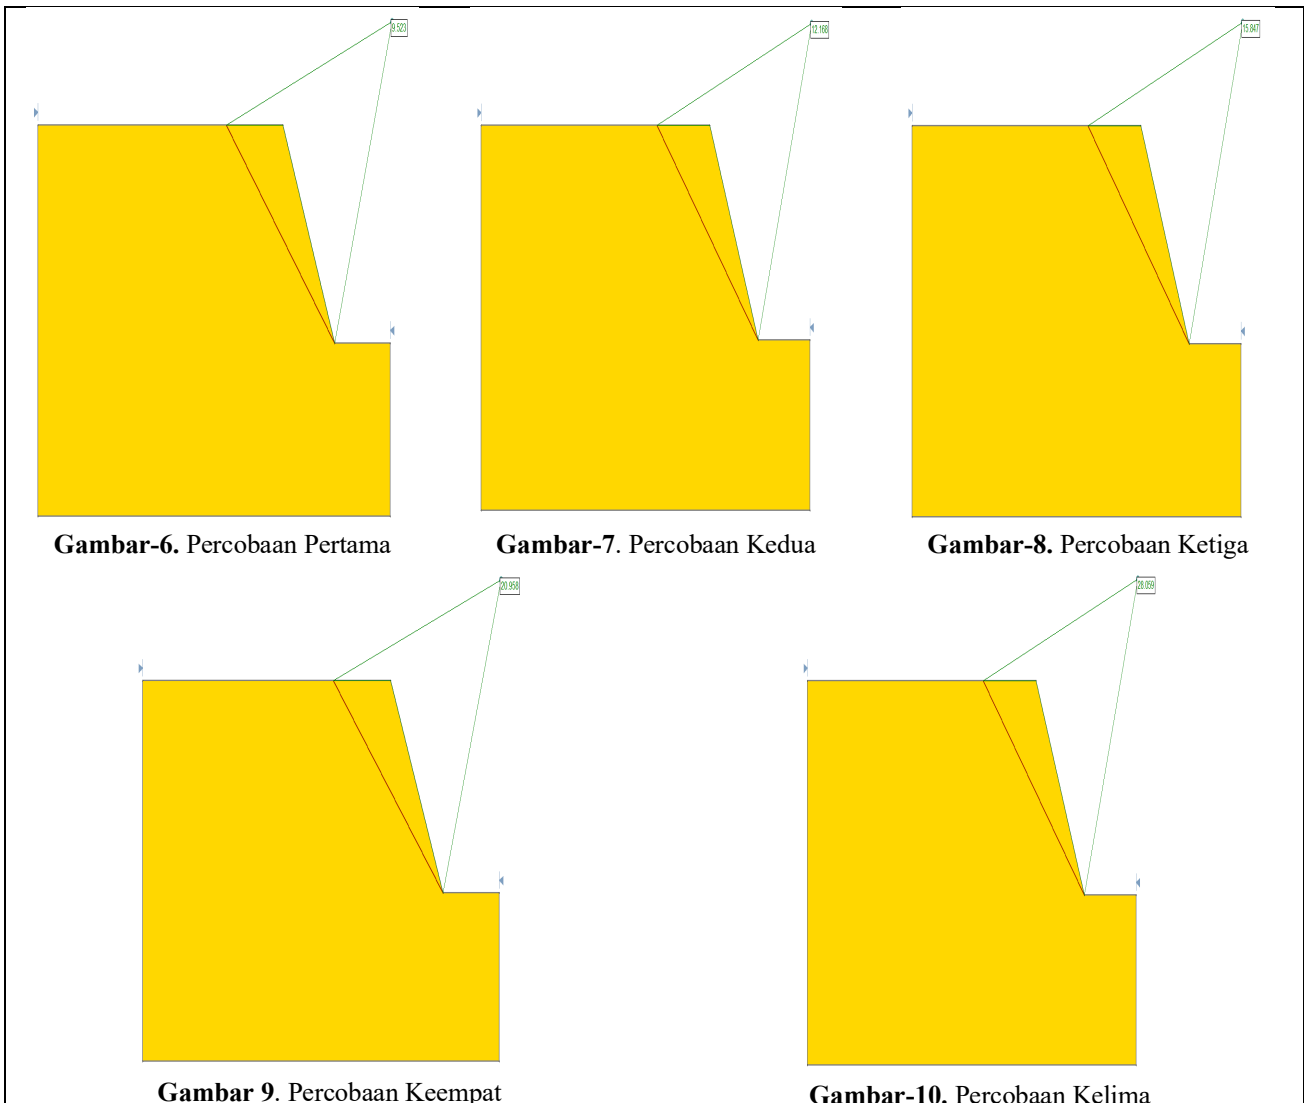 9.523
12.168
15.847
Gambar-6. Percobaan Pertama
Gambar-7. Percobaan Kedua
Gambar-8. Percobaan Ketiga
20.958
28.059
Gambar 9. Percobaan Keempat
Gambar-10. Percobaan Kelima